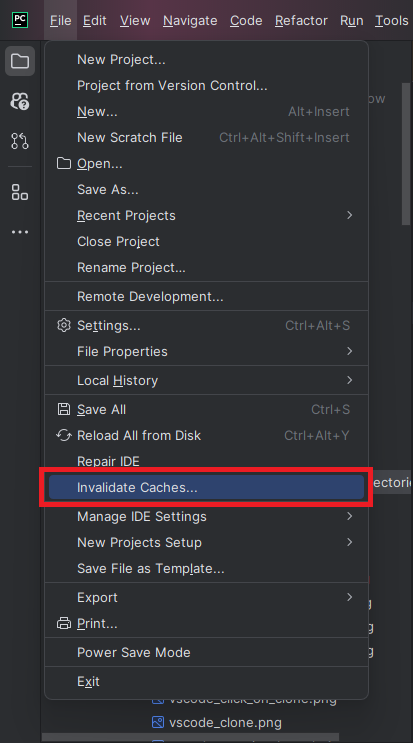 PC File Edit View Navigate Code Refactor Run Tools
New Project...
Project from Version Control...
New... Alt+Insert
ow
New Scratch File Ctrl+Alt+Shift+Insert
Open...
Save As...
Recent Projects
Close Project
Rename Project...
Remote Development...
Settings... Ctrl+Alt+S
File Properties
Local History
Save All Ctrl+S
Reload All from Disk Ctrl+Alt+Y
Repair IDE
Invalidate Caches...
ectorie
Manage IDE Settings
New Projects Setup
Save File as Template...
Export
g
Print...
g
Power Save Mode
g
Exit
vscode_click_on_clone.png
vscode_clone.png